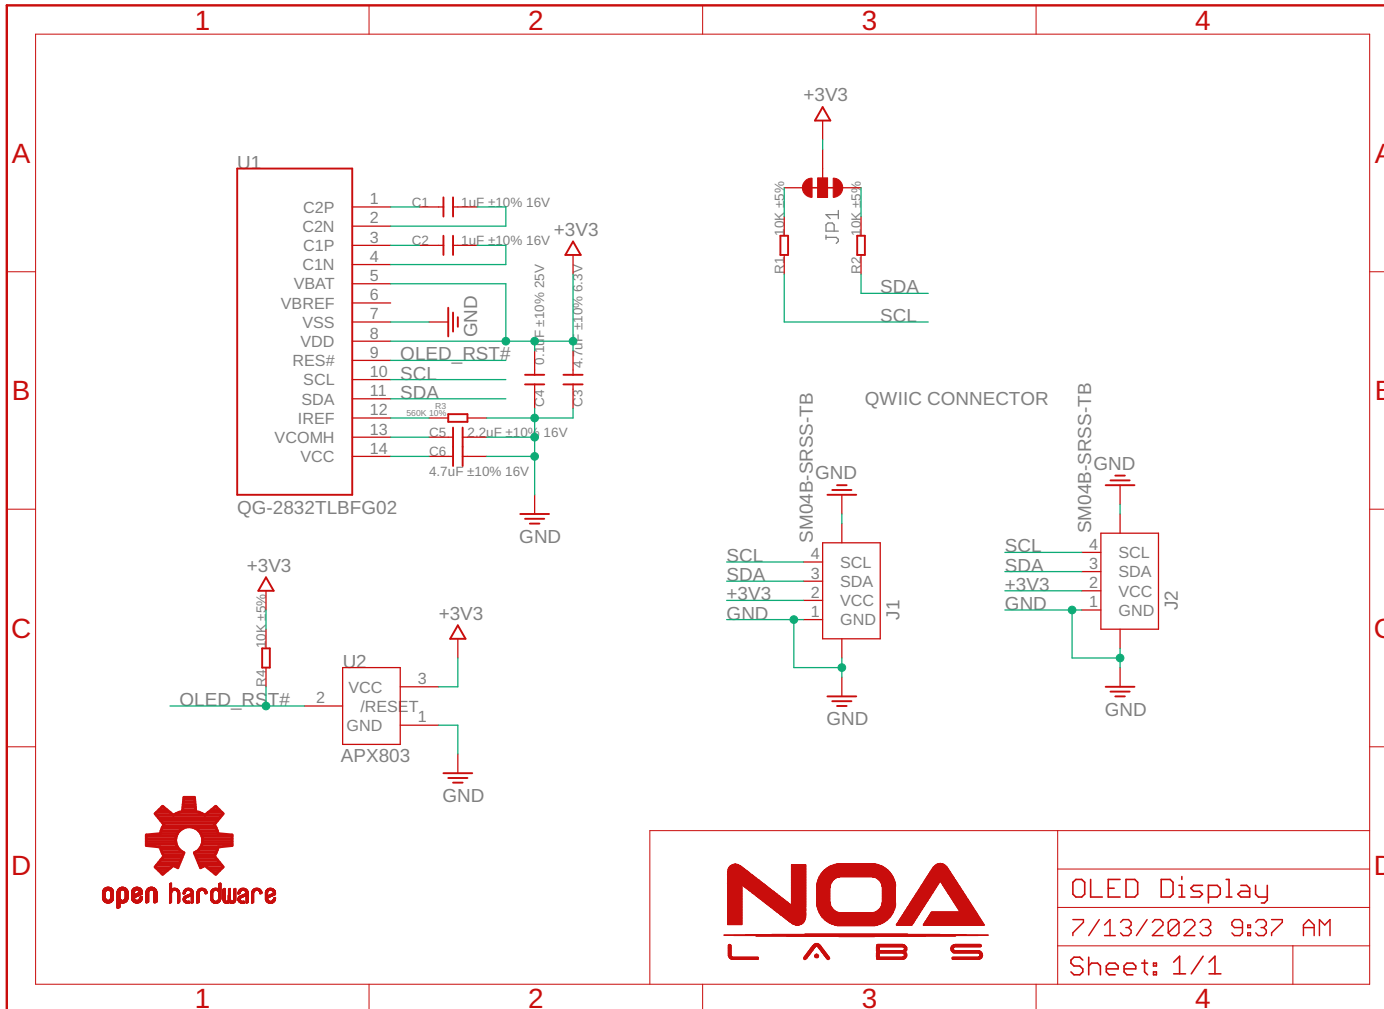 1 2 3 4
A
B
C
D
A
B
C
D
1 2 3 4
U1
C2P 1
C2N 2
C1P 3
C1N 4
VBAT 5
VBREF 6
VSS 7
VDD 8
RES# 9 OLED_RST#
SCL 10 SCL
SDA 11 SDA
IREF 12
VCOMH 13
VCC 14
QG-2832TLBFG02
C1 1uF ±10% 16V
C2 1uF ±10% 16V
+3V3
GND
C4 0.1uF ±10% 25V
C3 4.7uF ±10% 6.3V
R3
560K 10%
C5 2.2uF ±10% 16V
C6
4.7uF ±10% 16V
GND
+3V3
R1 10K ±5%
JP1
R2 10K ±5%
SDA
SCL
QWIIC CONNECTOR
SM04B-SRSS-TB
GND
SCL 4 SCL
SDA 3 SDA
+3V3 2 VCC
GND 1 GND
J1
GND
SM04B-SRSS-TB
GND
SCL 4 SCL
SDA 3 SDA
+3V3 2 VCC
GND 1 GND
J2
GND
+3V3
R4 10K ±5%
OLED_RST# 2
U2
VCC 3
/RESET
GND 1
APX803
+3V3
GND
open hardware
NOA
LABS
OLED Display
7/13/2023 9:37 AM
Sheet: 1/1